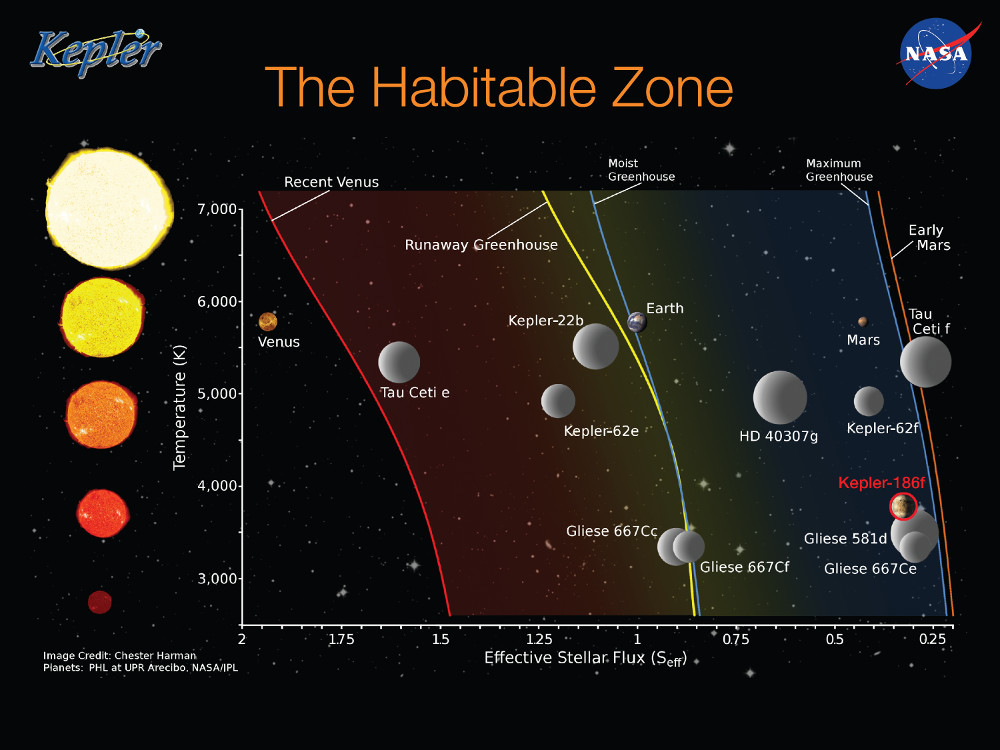 Kepler
NASA
The Habitable Zone
Recent Venus
Moist
Greenhouse
Maximum
Greenhouse
Runaway Greenhouse
Early
Mars
7,000
6,000
5,000
4,000
3,000
Temperature (K)
Venus
Tau Ceti e
Kepler-22b
Earth
Kepler-62e
Mars
Tau
Ceti f
HD 40307g
Kepler-62f
Kepler-186f
Gliese 667Cc
Gliese 667Cf
Gliese 581d
Gliese 667Ce
2
1.75
1.5
1.25
1
0.75
0.5
0.25
Effective Stellar Flux (Seff)
Image Credit: Chester Harman
Planets: PHL at UPR Arecibo, NASA/JPL